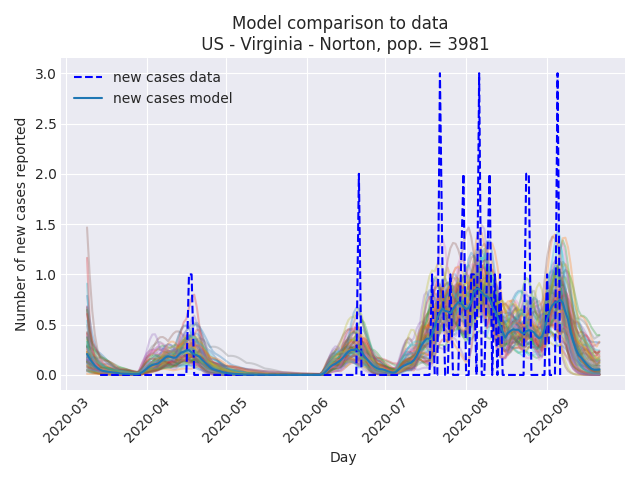 Model comparison to data
US - Virginia - Norton, pop. = 3981
new cases data
new cases model
Number of new cases reported
3.0
2.5
2.0
1.5
1.0
0.5
0.0
2020-03
2020-04
2020-05
2020-06
2020-07
2020-08
2020-09
Day